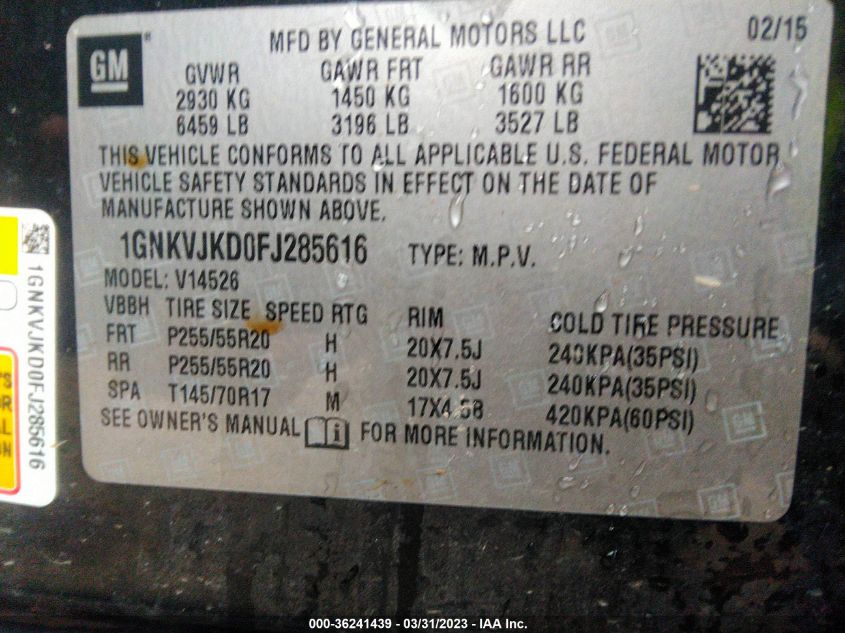 GM ®
MFD BY GENERAL MOTORS LLC 02/15
GVWR GAWR FRT GAWR RR
2930 KG 1450 KG 1600 KG
6459 LB 3196 LB 3527 LB
THIS VEHICLE CONFORMS TO ALL APPLICABLE U.S. FEDERAL MOTOR
VEHICLE SAFETY STANDARDS IN EFFECT ON THE DATE OF
MANUFACTURE SHOWN ABOVE.
1GNKVJKD0FJ285616 TYPE: M.P.V.
MODEL: V14526
VBBH TIRE SIZE SPEED RTG RIM COLD TIRE PRESSURE
FRT P255/55R20 H 20X7.5J 240KPA(35PSI)
RR P255/55R20 H 20X7.5J 240KPA(35PSI)
SPA T145/70R17 M 17X4.5B 420KPA(60PSI)
SEE OWNER'S MANUAL i FOR MORE INFORMATION.
1GNKVJKD0FJ285616
000-36241439 - 03/31/2023 - IAA Inc.